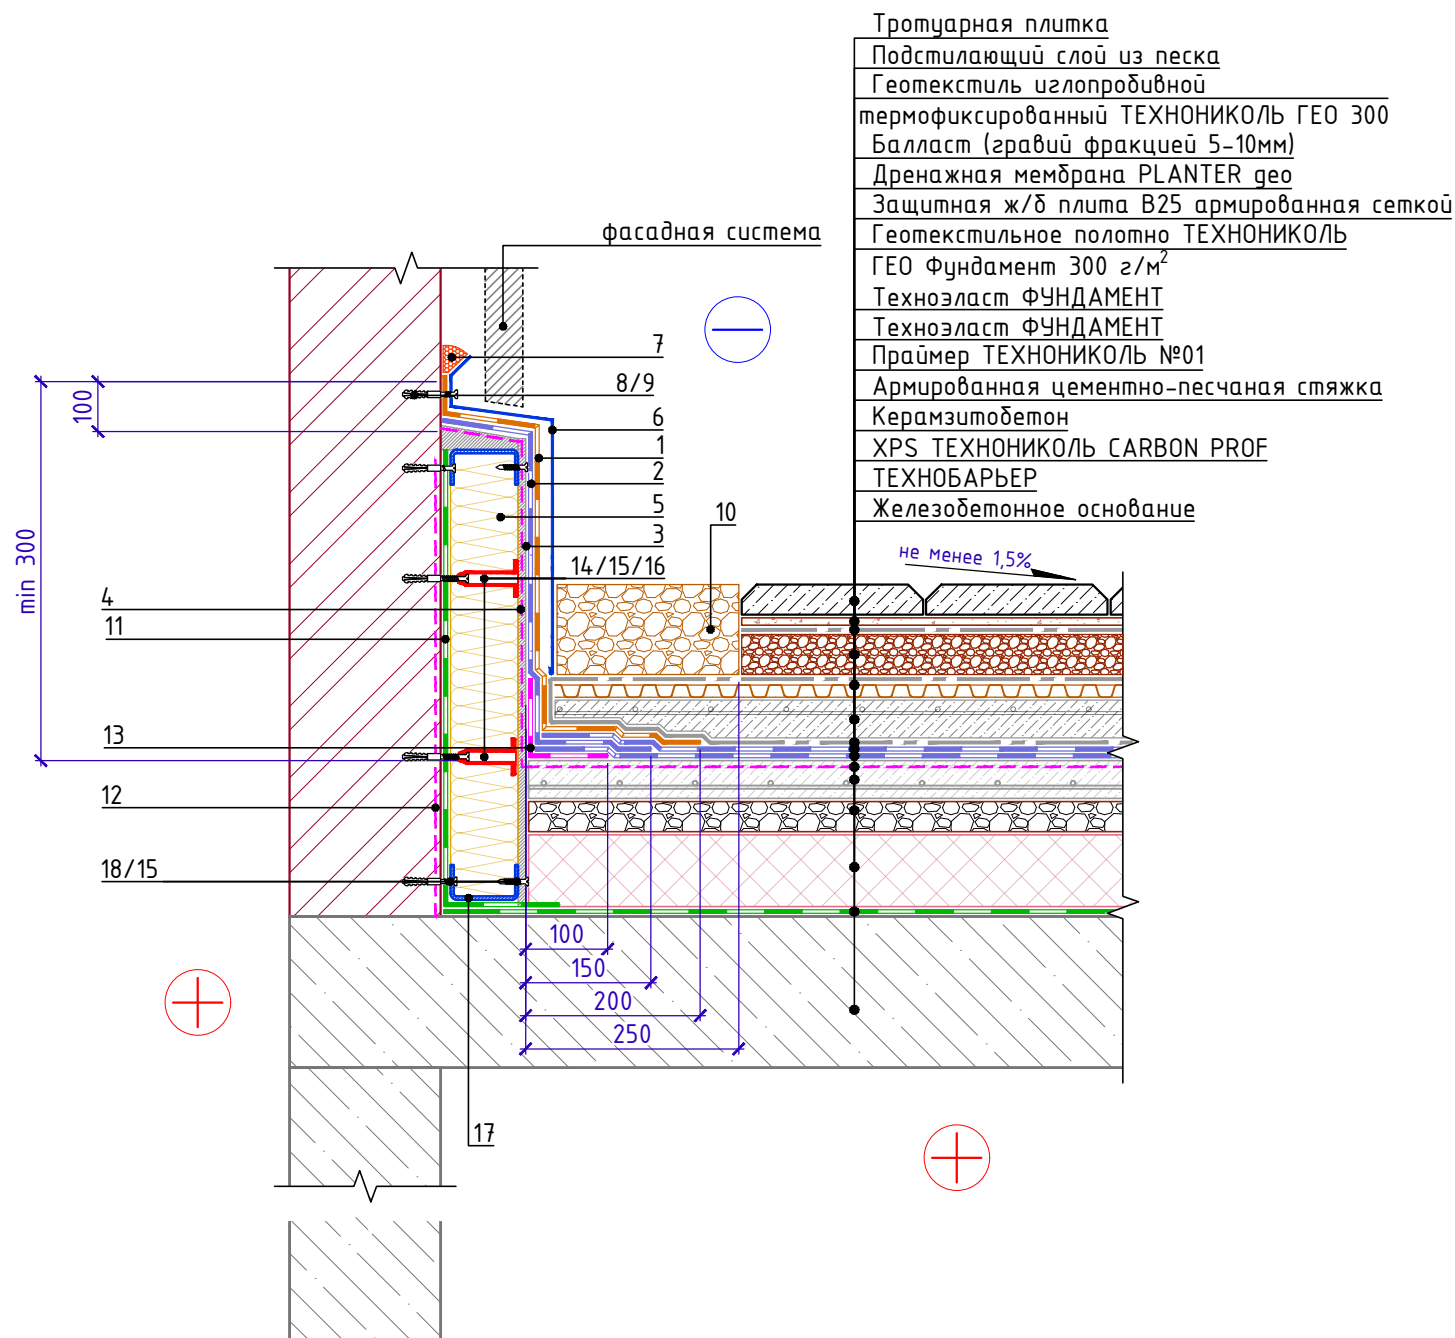 Тротуарная плитка
Подстилающий слой из песка
Геотекстиль иглопробивной
термофиксированный ТЕХНОНИКОЛЬ ГЕО 300
Балласт (гравий фракцией 5-10мм)
Дренажная мембрана PLANTER geo
Защитная ж/б плита В25 армированная сеткой
Геотекстильное полотно ТЕХНОНИКОЛЬ
ГЕО Фундамент 300 г/м²
Техноэласт ФУНДАМЕНТ
Техноэласт ФУНДАМЕНТ
Праймер ТЕХНОНИКОЛЬ №01
Армированная цементно-песчаная стяжка
Керамзитобетон
XPS ТЕХНОНИКОЛЬ CARBON PROF
ТЕХНОБАРЬЕР
Железобетонное основание
фасадная система
7
8/9
6
1
2
5
3
14/15/16
10
не менее 1,5%
100
min 300
4
11
13
12
18/15
100
150
200
250
17